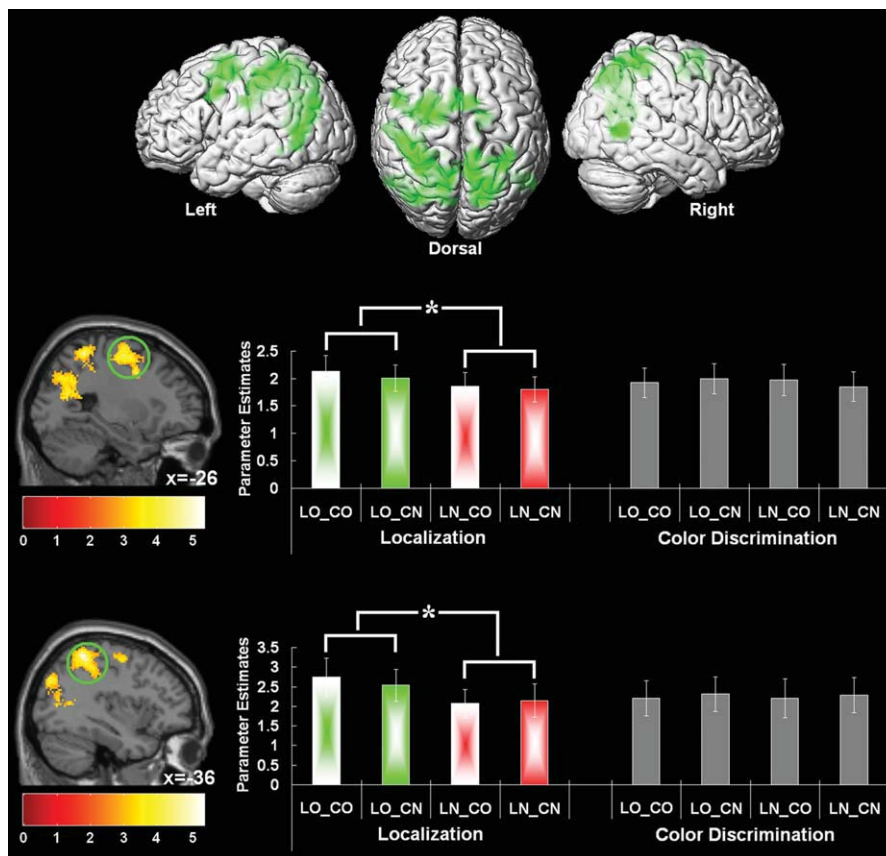 Left
Right
Dorsal
*
2.5
2
1.5
1
0.5
0
Parameter Estimates
x=-26
0 1 2 3 4 5
LO_CO LO_CN LN_CO LN_CN LO_CO LO_CN LN_CO LN_CN
Localization Color Discrimination
*
3.5
3
2.5
2
1.5
1
0.5
0
Parameter Estimates
x=-36
0 1 2 3 4 5
LO_CO LO_CN LN_CO LN_CN LO_CO LO_CN LN_CO LN_CN
Localization Color Discrimination